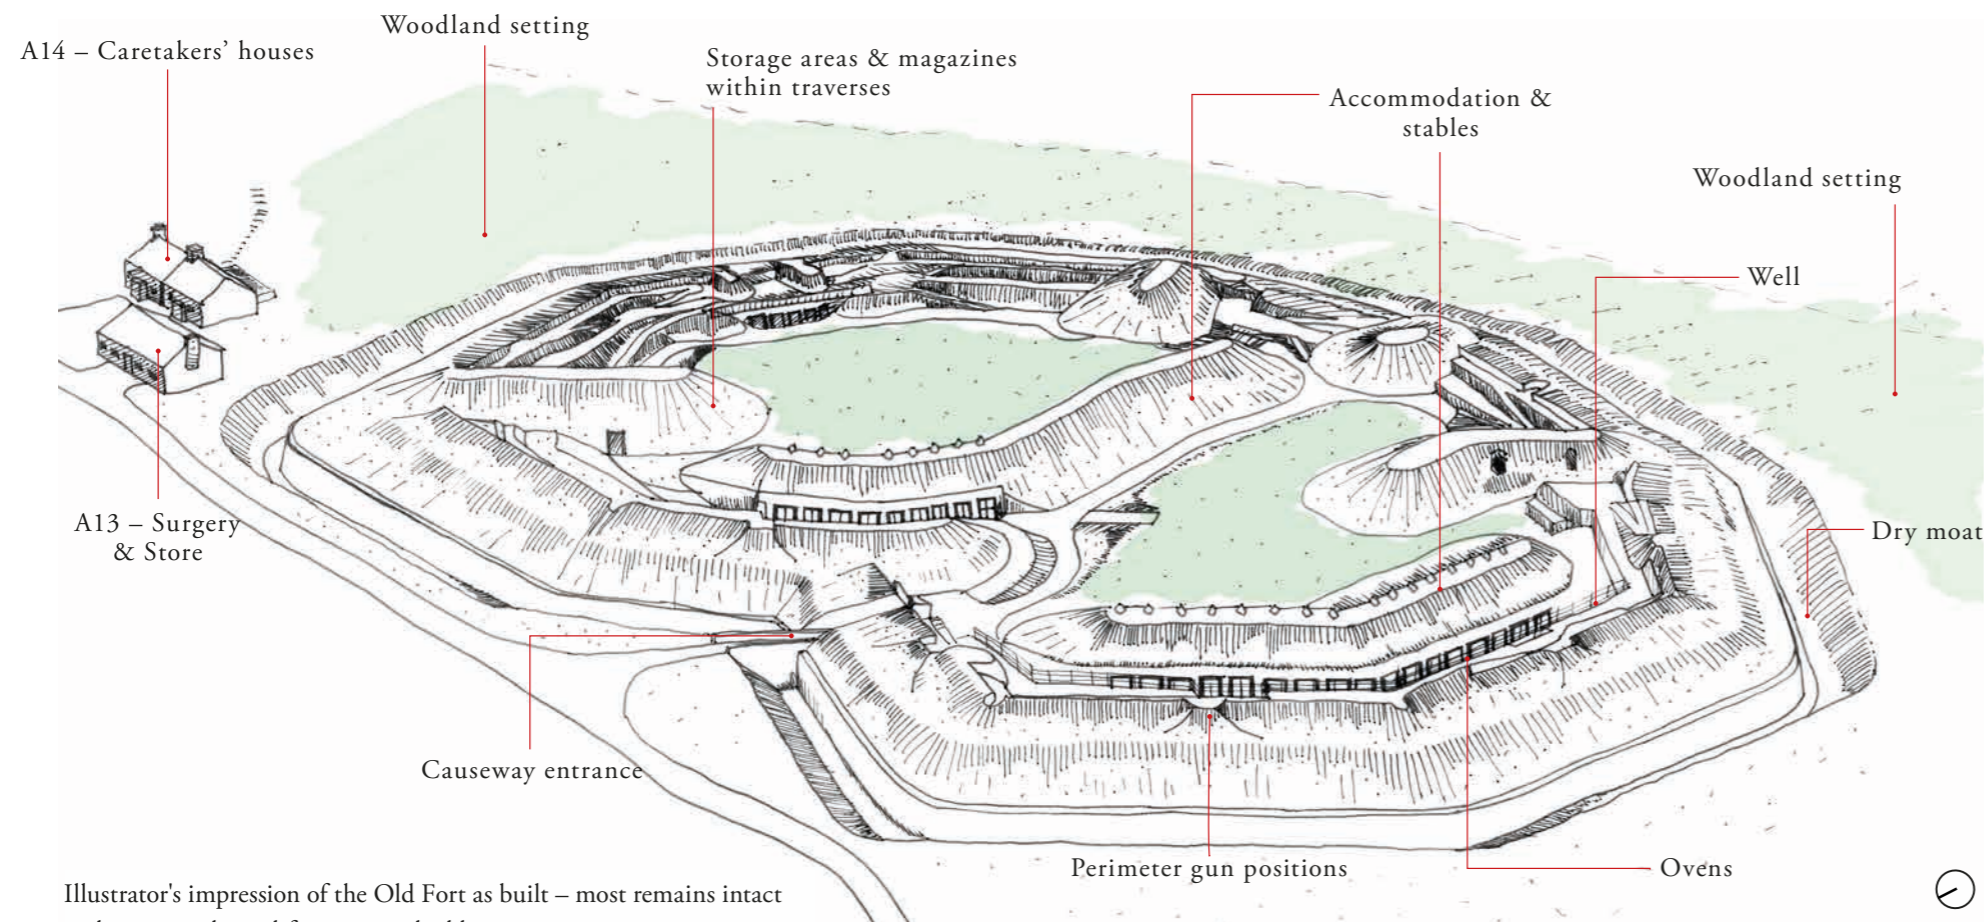 Woodland setting
A14 – Caretakers’ houses
Storage areas & magazines
within traverses
Accommodation &
stables
Woodland setting
Well
A13 – Surgery
& Store
Dry moat
Causeway entrance
Perimeter gun positions
Ovens
Illustrator's impression of the Old Fort as built – most remains intact